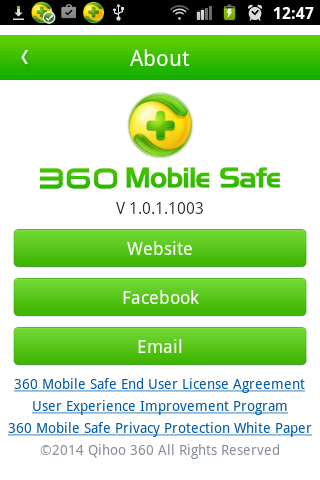 12:47
About
360 Mobile Safe
V 1.0.1.1003
Website
Facebook
Email
360 Mobile Safe End User License Agreement
User Experience Improvement Program
360 Mobile Safe Privacy Protection White Paper
©2014 Qihoo 360 All Rights Reserved